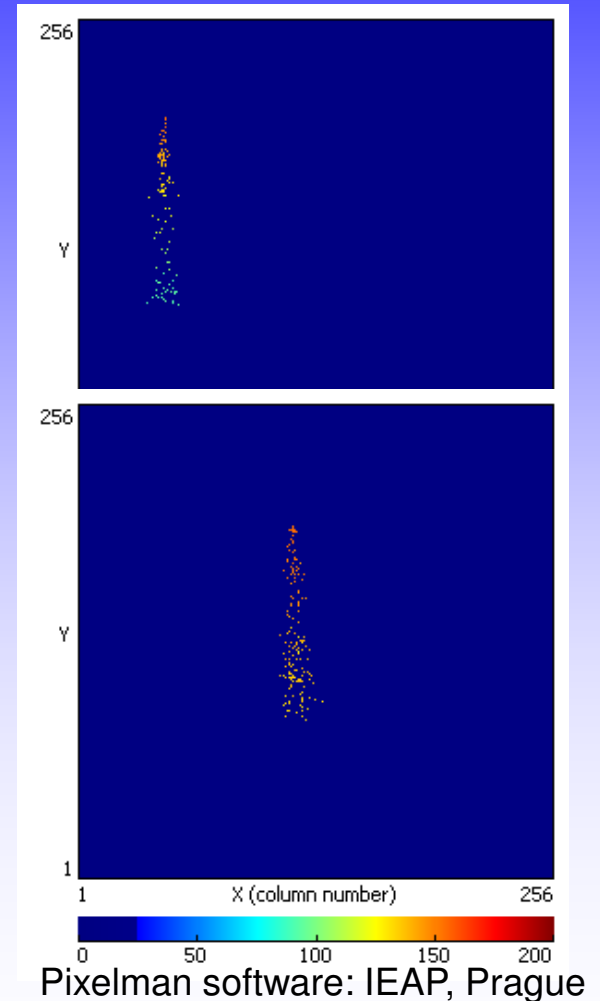 256
Y
256
Y
1
1 X (column number) 256
0 50 100 150 200
Pixelman software: IEAP, Prague